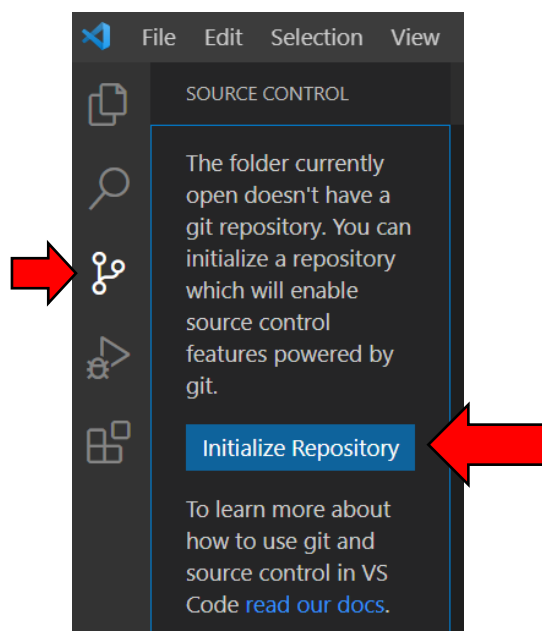 File Edit Selection View
SOURCE CONTROL
The folder currently
open doesn't have a
git repository. You can
initialize a repository
which will enable
source control
features powered by
git.
Initialize Repository
To learn more about
how to use git and
source control in VS
Code read our docs.